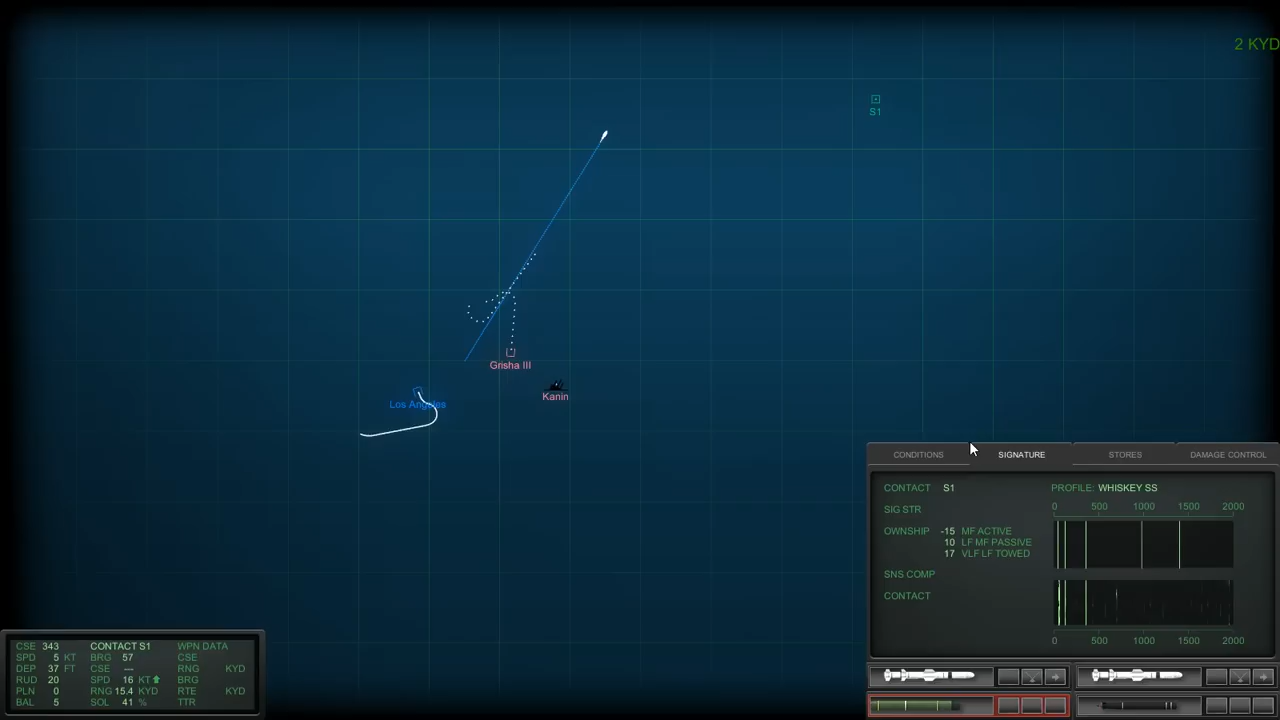 2 KYD
S1
Grisha III
Los Angeles
Kanin
CONDITIONS SIGNATURE STORES DAMAGE CONTROL
CONTACT S1 PROFILE: WHISKEY SS
SIG STR 0 500 1000 1500 2000
OWNSHIP -15 MF ACTIVE
10 LF MF PASSIVE
17 VLF LF TOWED
SNS COMP
CONTACT
0 500 1000 1500 2000
CSE 343 CONTACT S1 WPN DATA
SPD 5 KT BRG 57 CSE
DEP 37 FT CSE --- RNG KYD
RUD 20 SPD 16 KT BRG
PLN 0 RNG 15.4 KYD RTE KYD
BAL 5 SOL 41 % TTR